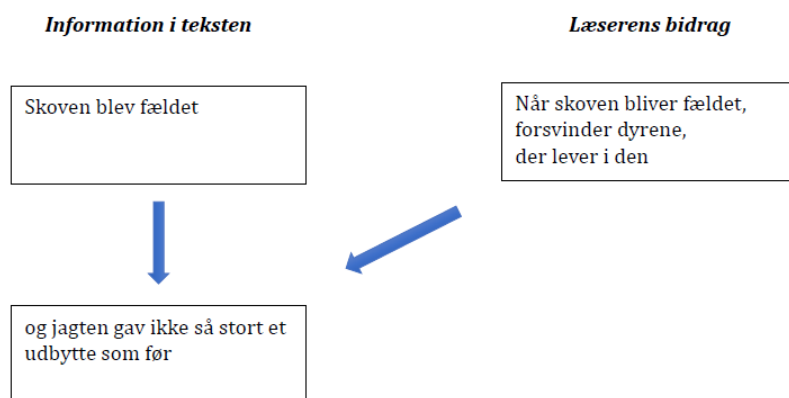 Information i teksten
Læserens bidrag
Skoven blev fældet
Når skoven bliver fældet,
forsvinder dyrene,
der lever i den
og jagten gav ikke så stort et
udbytte som før